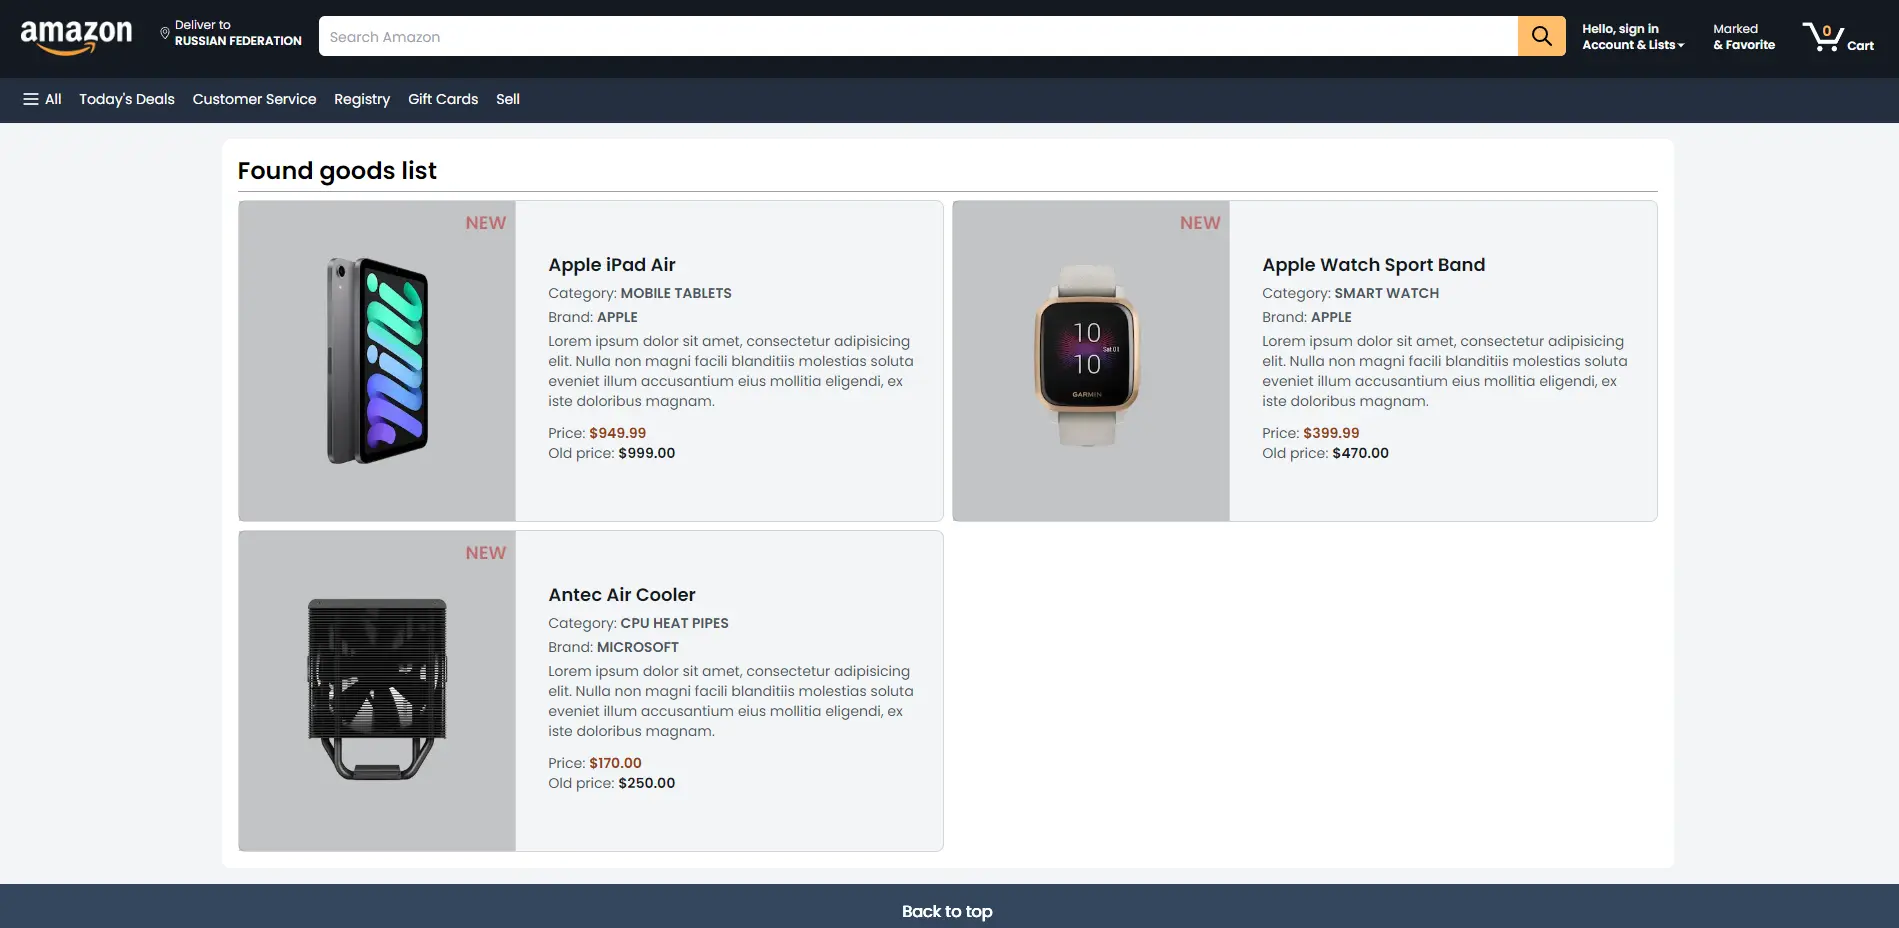 amazon
Deliver to
RUSSIAN FEDERATION
Search Amazon
Hello, sign in
Account & Lists
Marked
& Favorite
0
Cart
All
Today's Deals
Customer Service
Registry
Gift Cards
Sell
Found goods list
NEW
Apple iPad Air
Category: MOBILE TABLETS
Brand: APPLE
Lorem ipsum dolor sit amet, consectetur adipisicing
elit. Nulla non magni facili blanditiis molestias soluta
eveniet illum accusantium eius mollitia eligendi, ex
iste doloribus magnam.
Price: $949.99
Old price: $999.00
NEW
10
Sat 01
10
GARMIN
Apple Watch Sport Band
Category: SMART WATCH
Brand: APPLE
Lorem ipsum dolor sit amet, consectetur adipisicing
elit. Nulla non magni facili blanditiis molestias soluta
eveniet illum accusantium eius mollitia eligendi, ex
iste doloribus magnam.
Price: $399.99
Old price: $470.00
NEW
Antec Air Cooler
Category: CPU HEAT PIPES
Brand: MICROSOFT
Lorem ipsum dolor sit amet, consectetur adipisicing
elit. Nulla non magni facili blanditiis molestias soluta
eveniet illum accusantium eius mollitia eligendi, ex
iste doloribus magnam.
Price: $170.00
Old price: $250.00
Back to top